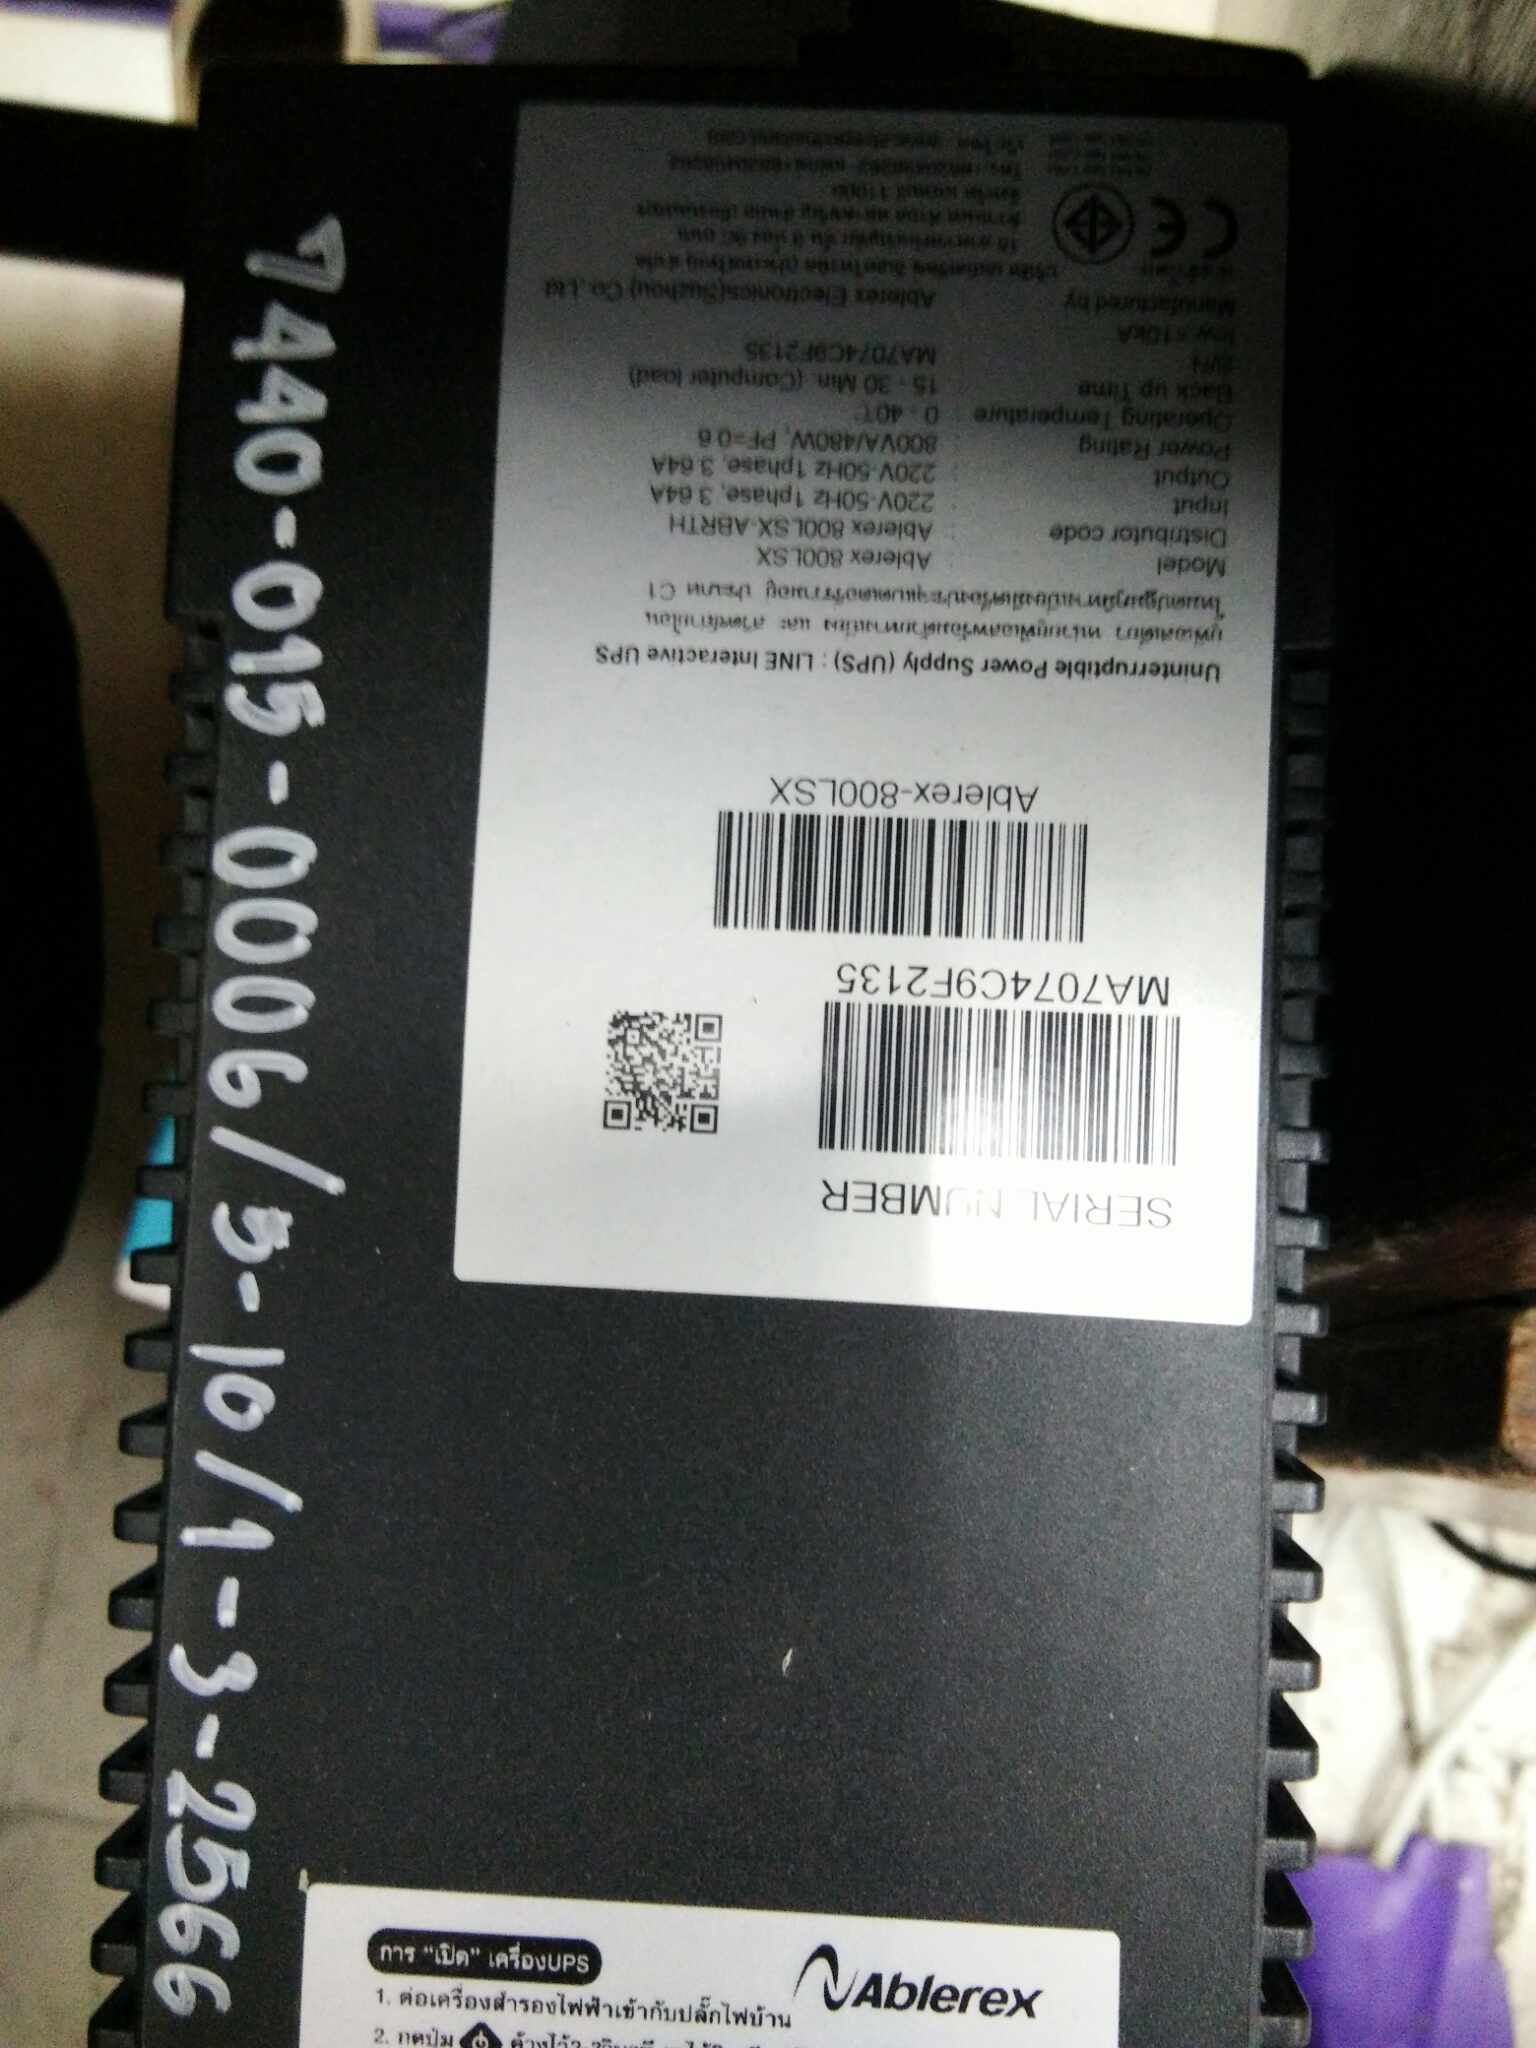 7440-015-0006/5-10/1-3-2566
SERIAL NUMBER
MA7074C9F2135
Ablerex-800LSX
Uninterruptible Power Supply (UPS) : LINE Interactive UPS
Model : Ablerex 800LSX
Distributor code : Ablerex 800LSX-ABRTH
Input : 220V-50Hz 1phase, 3.64A
Output : 220V-50Hz 1phase, 3.64A
Power Rating : 800VA/480W, PF=0.6
Operating Temperature : 0 - 40
Back up Time : 15 - 30 Min. (Computer load)
S/N : MA7074C9F2135
10kA
Manufactured by : Ablerex Electronics(Suzhou) Co.,Ltd
CE
การ "เปิด" เครื่องUPS
Ablerex
1. ต่อเครื่องสำรองไฟฟ้าเข้ากับปลั๊กไฟบ้าน
2. กดปุ่ม